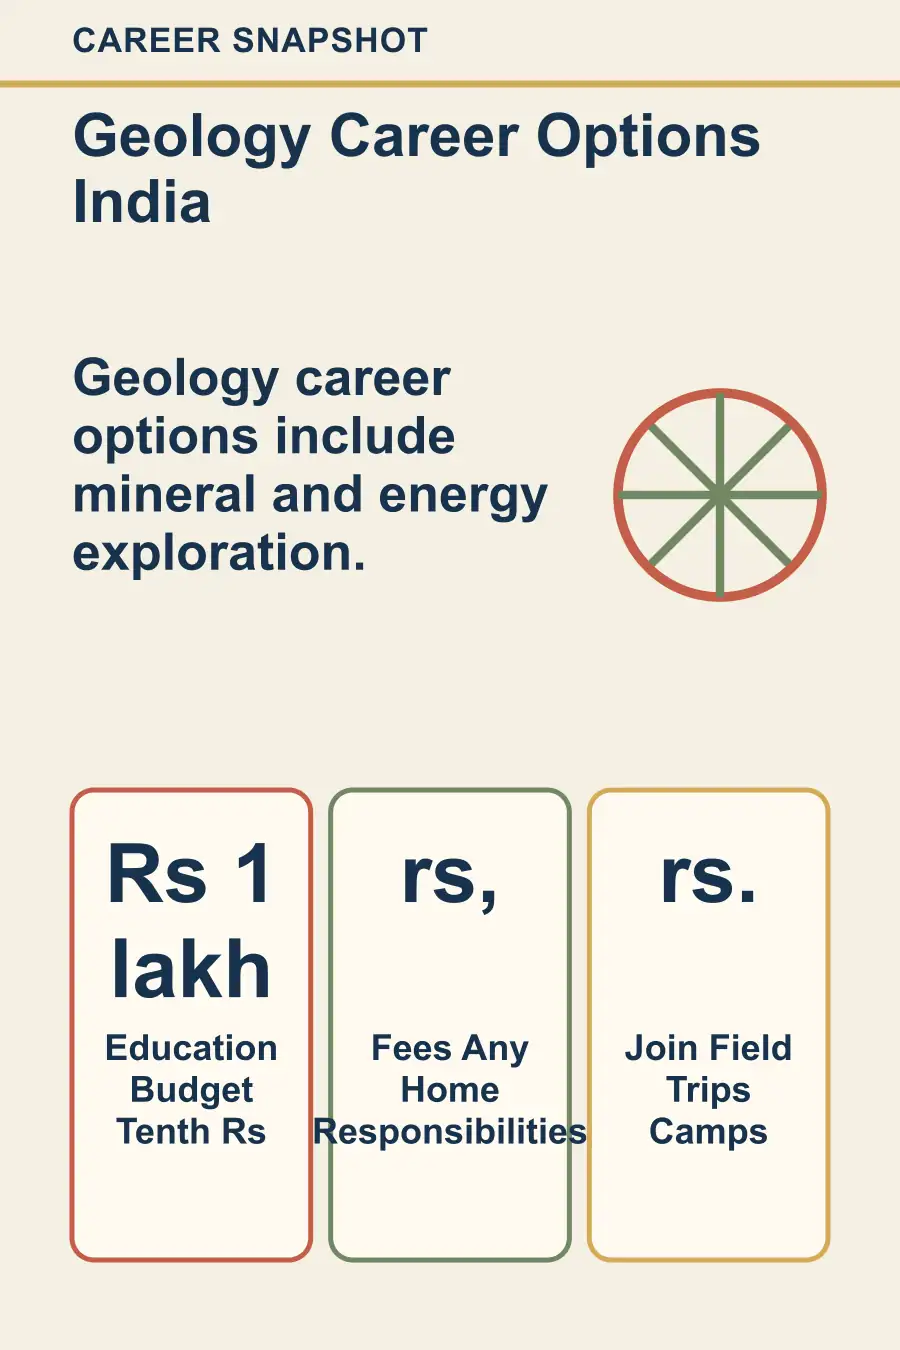 CAREER SNAPSHOT
Geology Career Options
India
Geology career
options include
mineral and energy
exploration.
Rs 1
lakh
Education
Budget
Tenth Rs
rs,
Fees Any
Home
Responsibilities
rs.
Join Field
Trips
Camps